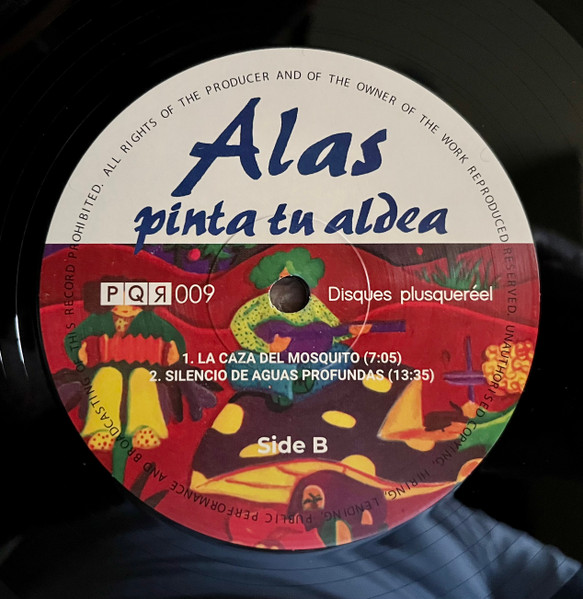 ALL RIGHTS OF THE PRODUCER AND OF THE OWNER OF THE WORK REPRODUCED RESERVED. UNAUTHORISED COPYING, HIRING, LENDING, PUBLIC PERFORMANCE AND BROADCASTING OF THIS RECORD PROHIBITED.
Alas
pinta tu aldea
PQЯ 009
Disques plusqueréel
1. LA CAZA DEL MOSQUITO (7:05)
2. SILENCIO DE AGUAS PROFUNDAS (13:35)
Side B